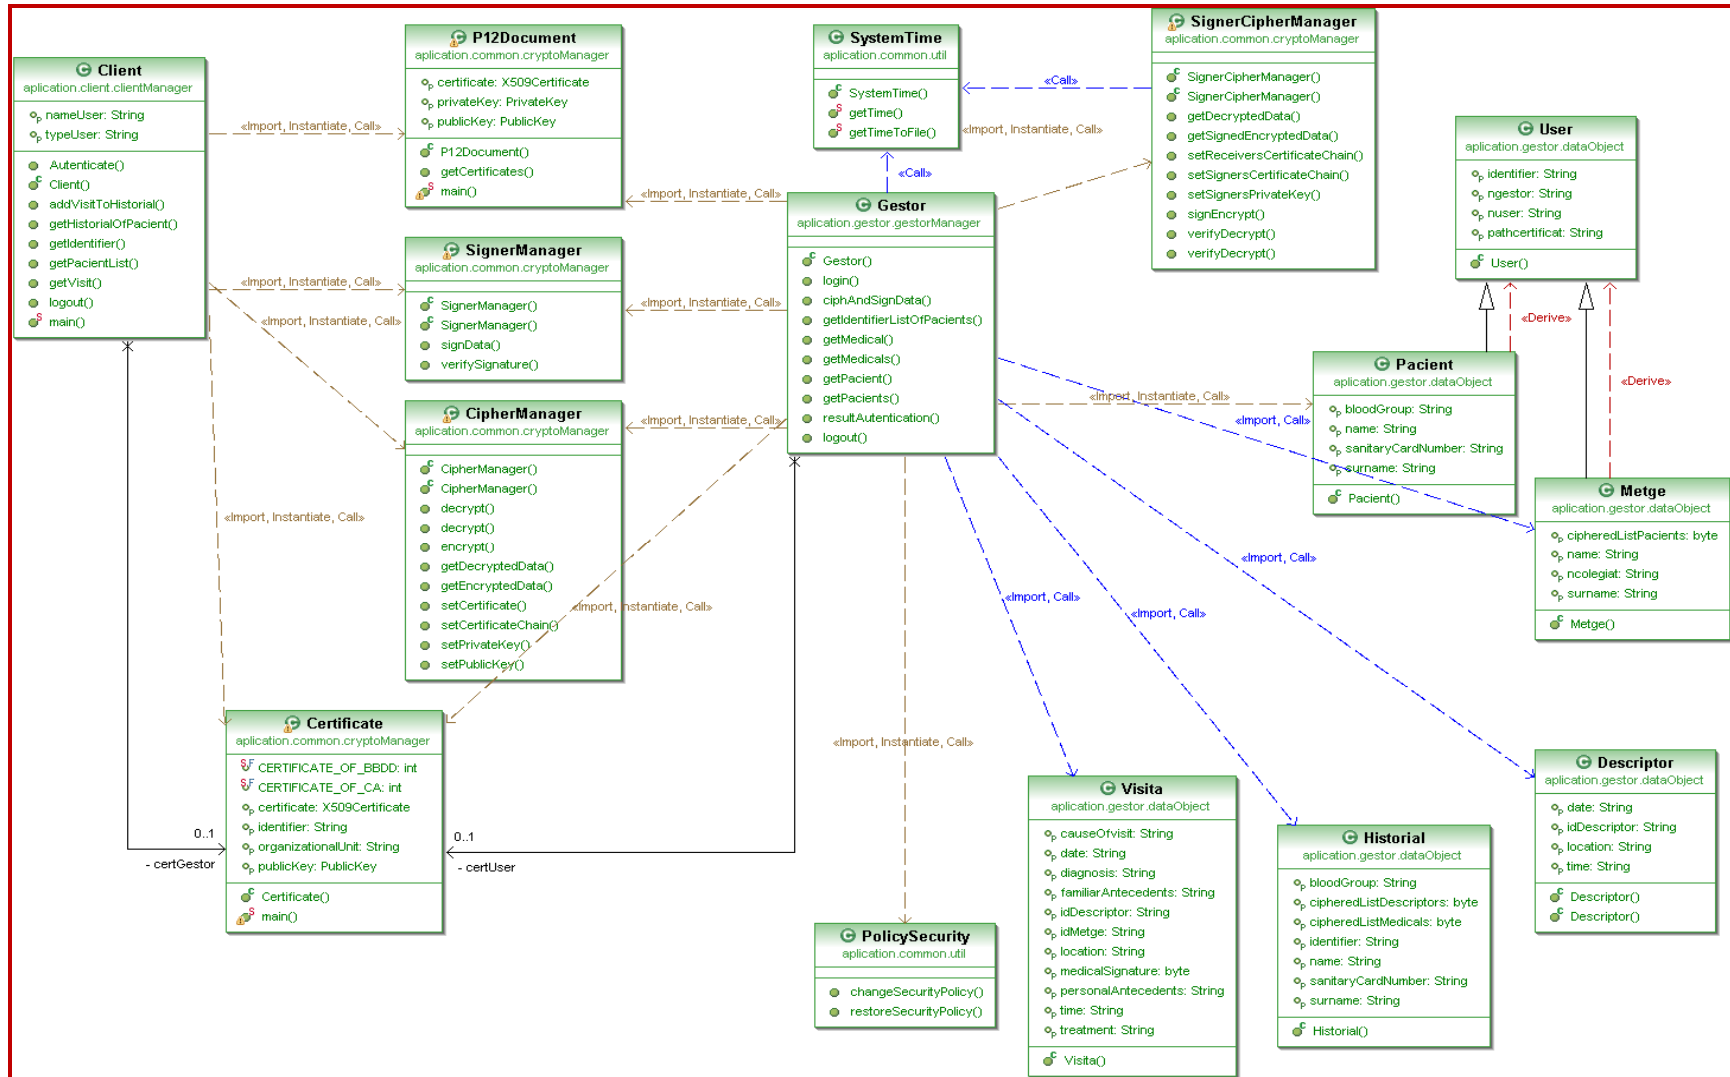 Client
aplication.client.clientManager
nameUser: String
typeUser: String
Autenticate()
Client()
addVisitToHistorial()
getHistorialOfPacient()
getIdentifier()
getPacientList()
getVisit()
logout()
main()
P12Document
aplication.common.cryptoManager
certificate: X509Certificate
privateKey: PrivateKey
publicKey: PublicKey
P12Document()
getCertificates()
main()
SystemTime
aplication.common.util
SystemTime()
getTime()
getTimeToFile()
SignerCipherManager
aplication.common.cryptoManager
SignerCipherManager()
SignerCipherManager()
getDecryptedData()
getSignedEncryptedData()
setReceiversCertificateChain()
setSignersCertificateChain()
setSignersPrivateKey()
signEncrypt()
verifyDecrypt()
verifyDecrypt()
User
aplication.gestor.dataObject
identifier: String
ngestor: String
nuser: String
pathcertificat: String
User()
«Import, Instantiate, Call»
«Call»
«Import, Instantiate, Call»
«Call»
«Import, Instantiate, Call»
SignerManager
aplication.common.cryptoManager
SignerManager()
SignerManager()
signData()
verifySignature()
Gestor
aplication.gestor.gestorManager
Gestor()
login()
ciphAndSignData()
getIdentifierListOfPacients()
getMedical()
getMedicals()
getPacient()
getPacients()
resultAutentication()
logout()
«Import, Instantiate, Call»
«Import, Instantiate, Call»
«Import, Instantiate, Call»
«Derive»
«Derive»
Pacient
aplication.gestor.dataObject
bloodGroup: String
name: String
sanitaryCardNumber: String
surname: String
Pacient()
CipherManager
aplication.common.cryptoManager
CipherManager()
CipherManager()
decrypt()
decrypt()
encrypt()
getDecryptedData()
getEncryptedData()
setCertificate()
setCertificateChain()
setPrivateKey()
setPublicKey()
«Import, Instantiate, Call»
«Import, Instantiate, Call»
«Import, Call»
Metge
aplication.gestor.dataObject
cipheredListPacients: byte
name: String
ncolegiat: String
surname: String
Metge()
«Import, Instantiate, Call»
«Import, Instantiate, Call»
«Import, Call»
«Import, Call»
«Import, Call»
«Import, Instantiate, Call»
Certificate
aplication.common.cryptoManager
CERTIFICATE_OF_BBDD: int
CERTIFICATE_OF_CA: int
certificate: X509Certificate
identifier: String
organizationalUnit: String
publicKey: PublicKey
Certificate()
main()
0..1
- certGestor
0..1
- certUser
PolicySecurity
aplication.common.util
changeSecurityPolicy()
restoreSecurityPolicy()
Visita
aplication.gestor.dataObject
causeOfvisit: String
date: String
diagnosis: String
familiarAntecedents: String
idDescriptor: String
idMetge: String
location: String
medicalSignature: byte
personalAntecedents: String
time: String
treatment: String
Visita()
Historial
aplication.gestor.dataObject
bloodGroup: String
cipheredListDescriptors: byte
cipheredListMedicals: byte
identifier: String
name: String
sanitaryCardNumber: String
surname: String
Historial()
Descriptor
aplication.gestor.dataObject
date: String
idDescriptor: String
location: String
time: String
Descriptor()
Descriptor()